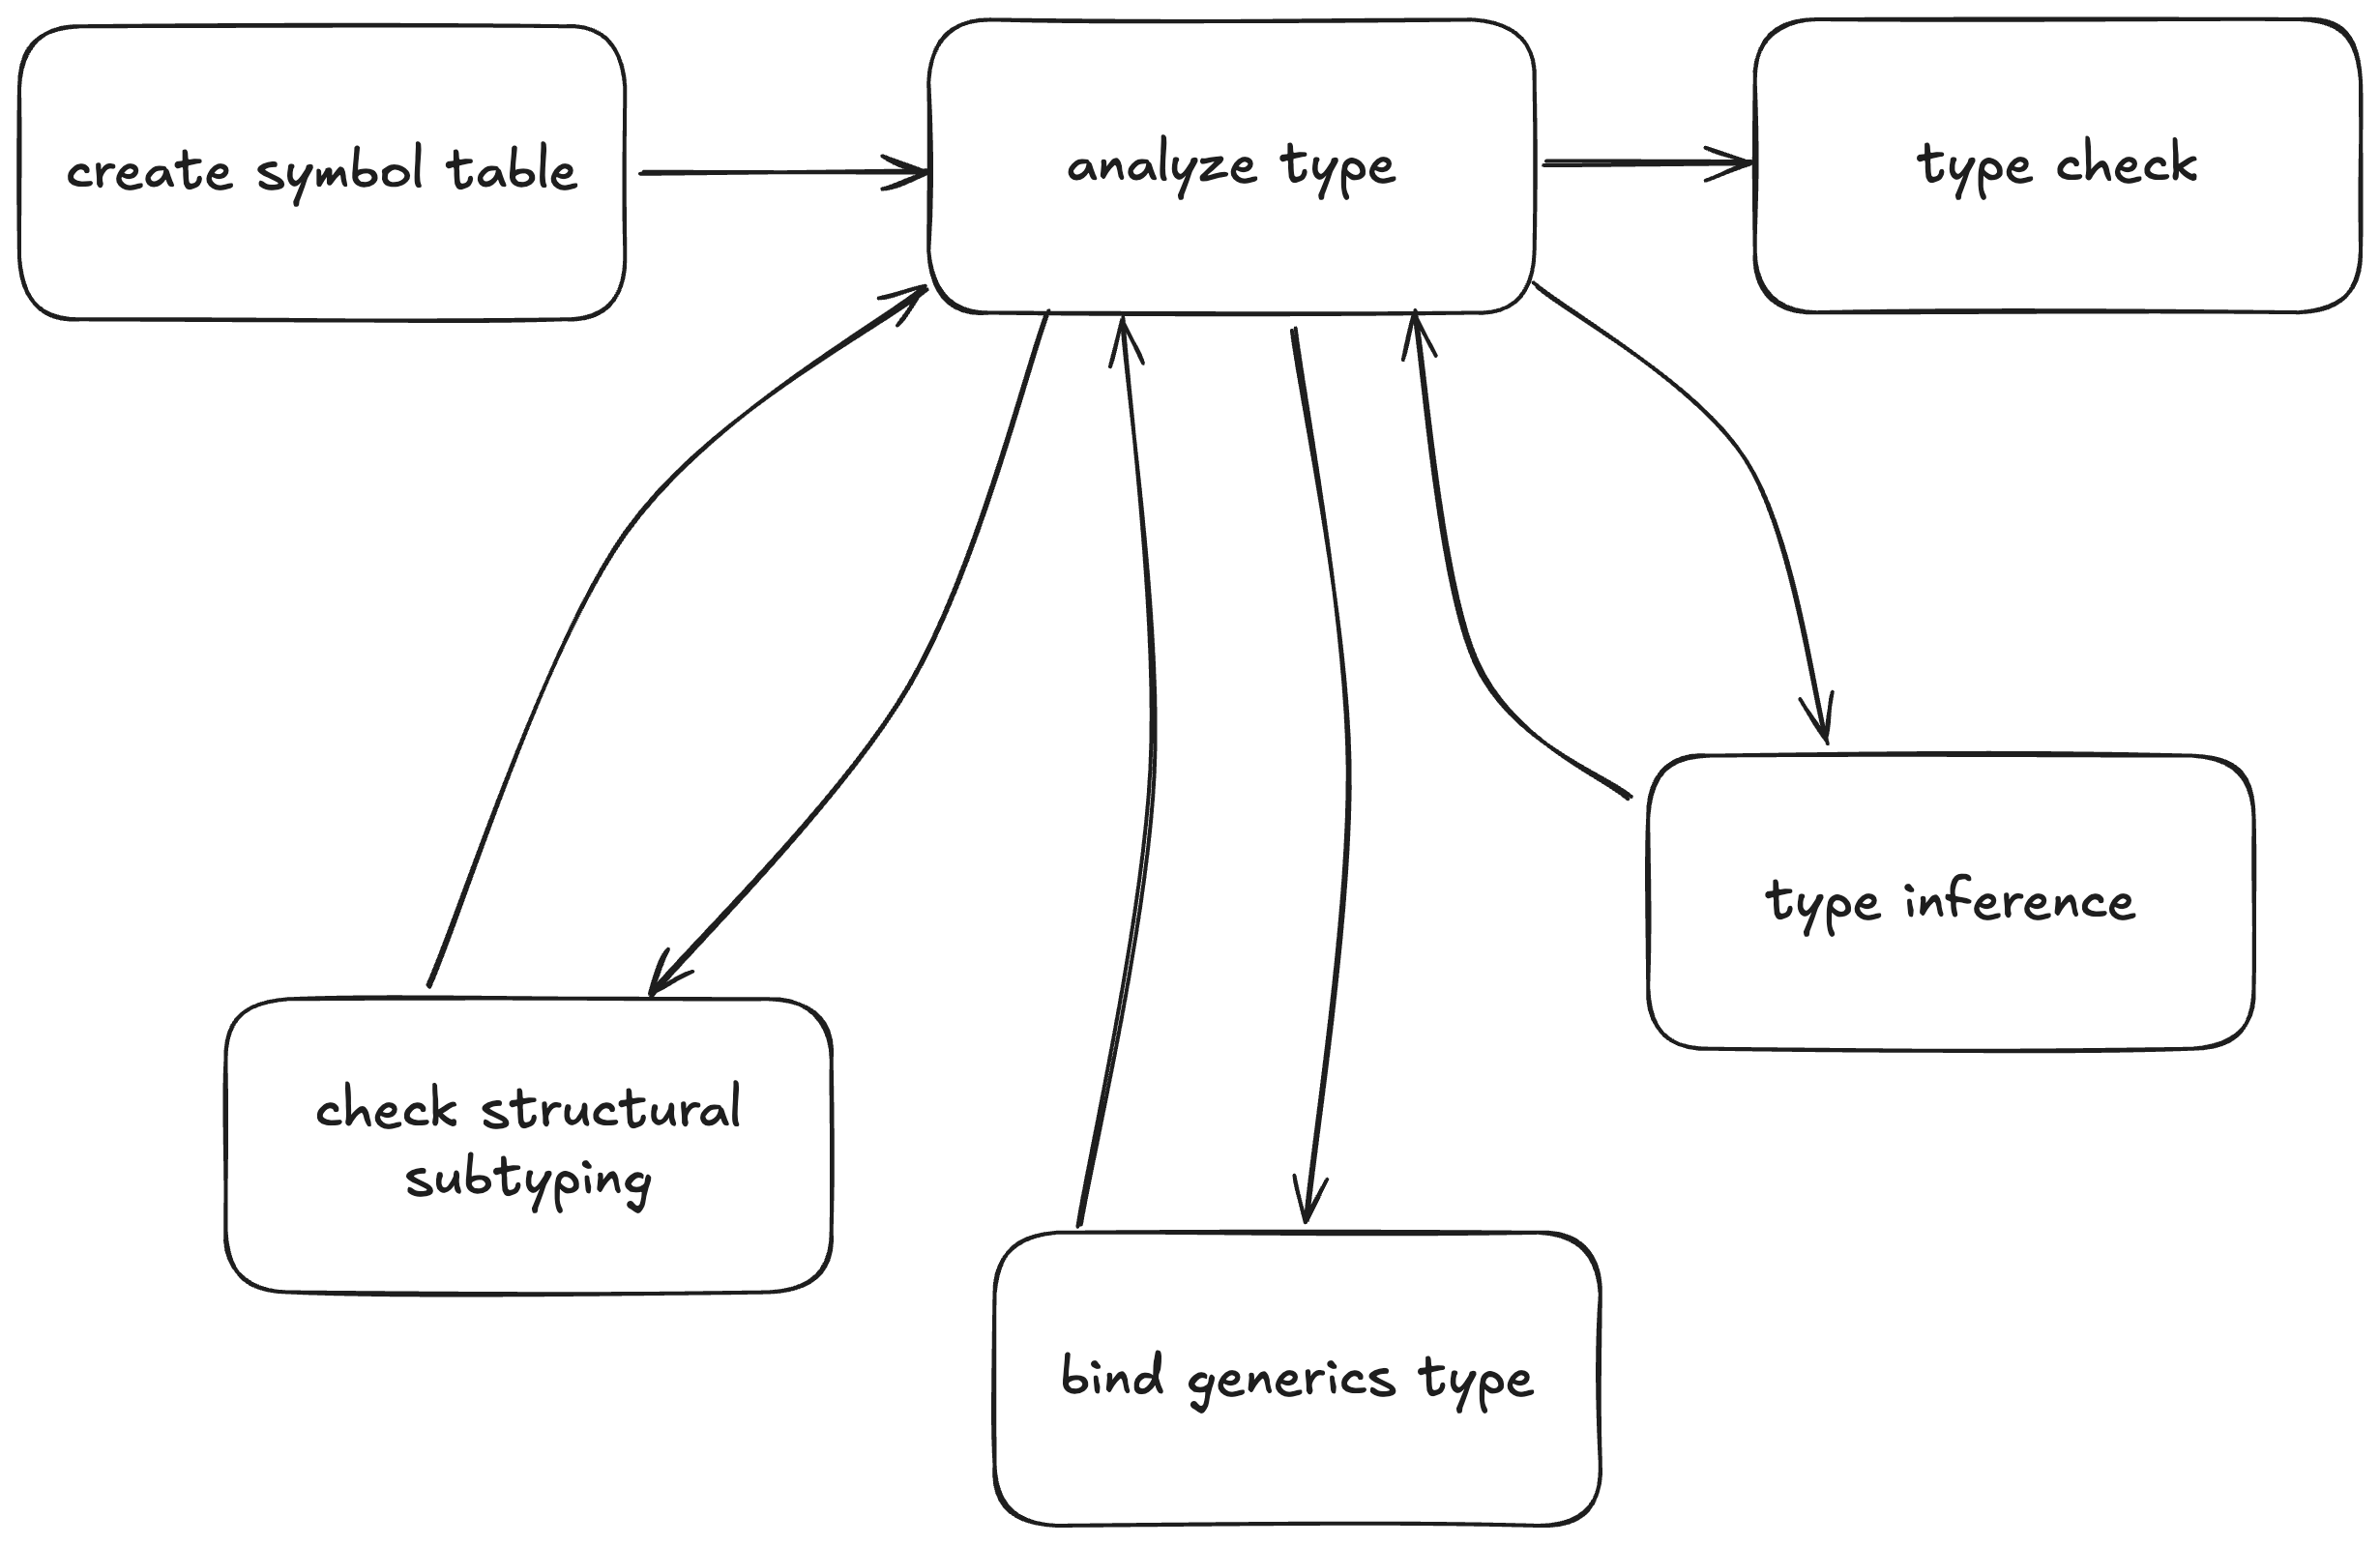 create symbol table
analyze type
type check
type inference
check structural
subtyping
bind generics type